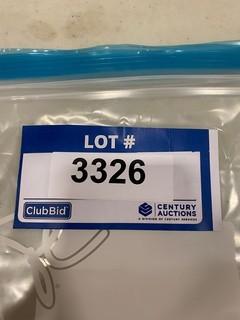 LOT #
3326
ClubBid
CENTURY
AUCTIONS
A DIVISION OF CENTURY SERVICES